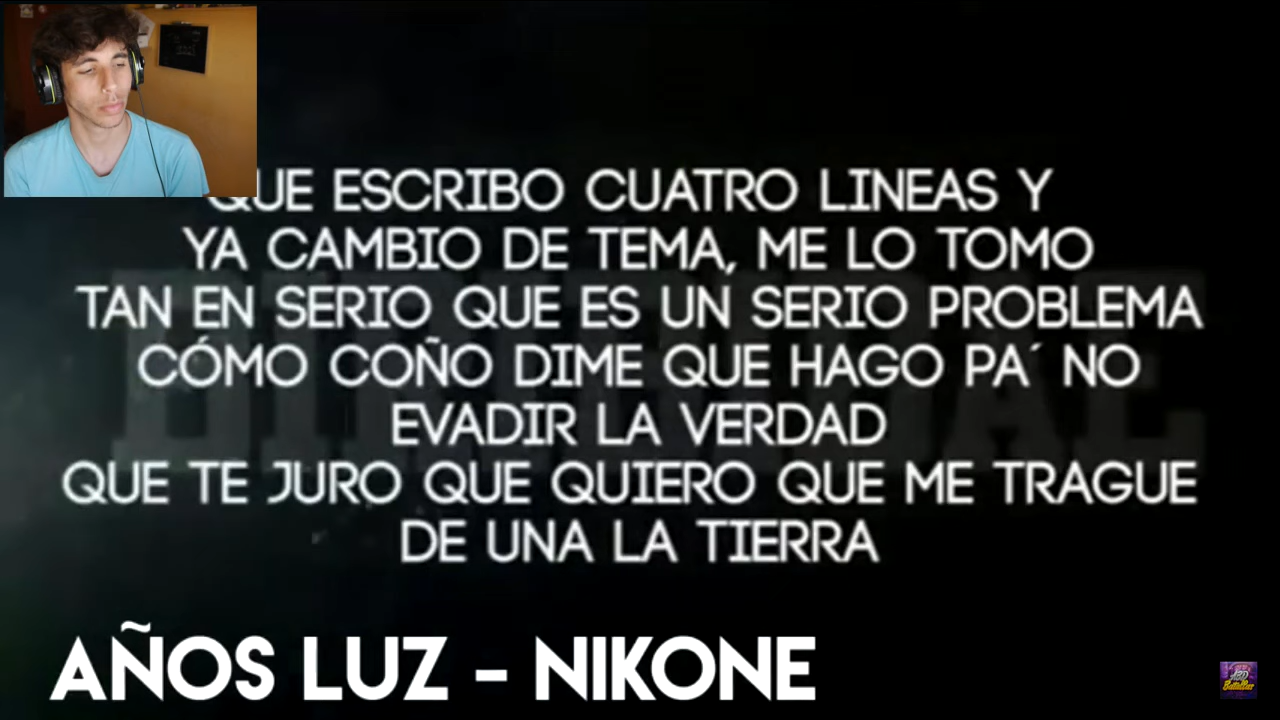 QUE ESCRIBO CUATRO LINEAS Y
YA CAMBIO DE TEMA, ME LO TOMO
TAN EN SERIO QUE ES UN SERIO PROBLEMA
CÓMO COÑO DIME QUE HAGO PA´ NO
EVADIR LA VERDAD
QUE TE JURO QUE QUIERO QUE ME TRAGUE
DE UNA LA TIERRA
AÑOS LUZ - NIKONE